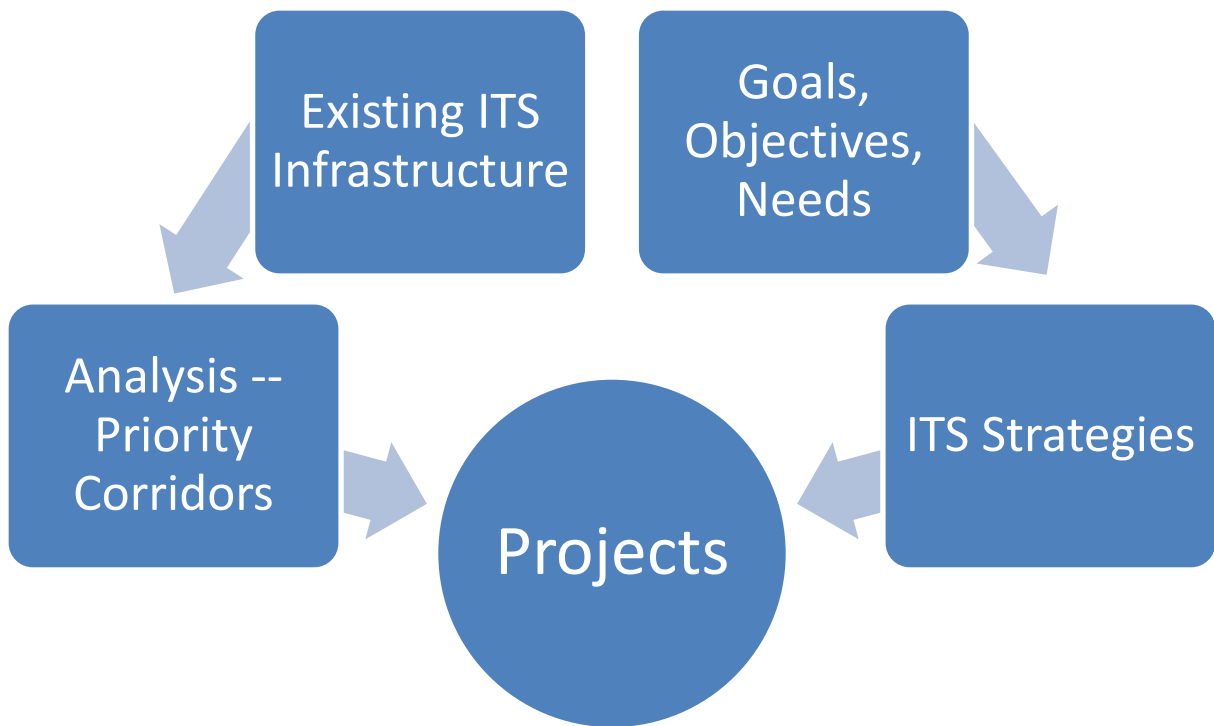 Existing ITS
Infrastructure
Goals,
Objectives,
Needs
Analysis --
Priority
Corridors
ITS Strategies
Projects